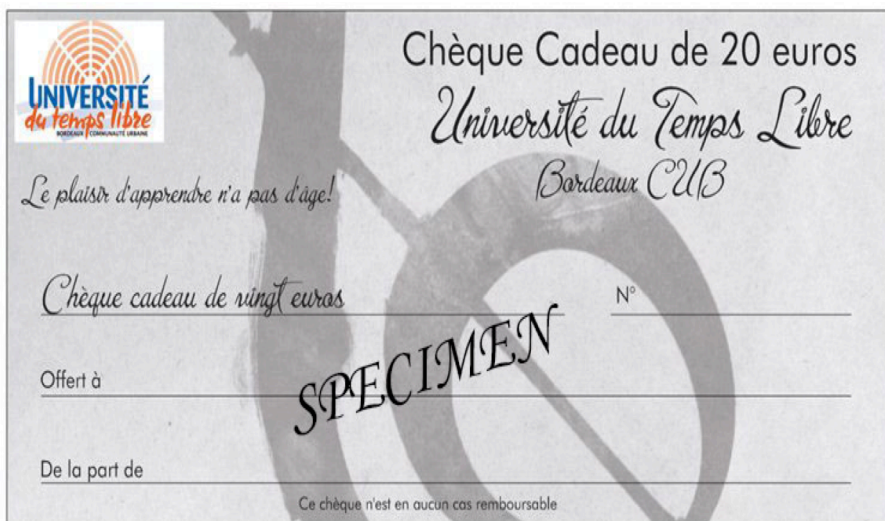 UNIVERSITÉ
du temps libre
BORDEAUX COMMUNAUTÉ URBAINE
Chèque Cadeau de 20 euros
Université du Temps Libre
Bordeaux CUB
Le plaisir d'apprendre n'a pas d'âge!
Chèque cadeau de vingt euros N°
SPECIMEN
Offert à
De la part de
Ce chèque n'est en aucun cas remboursable